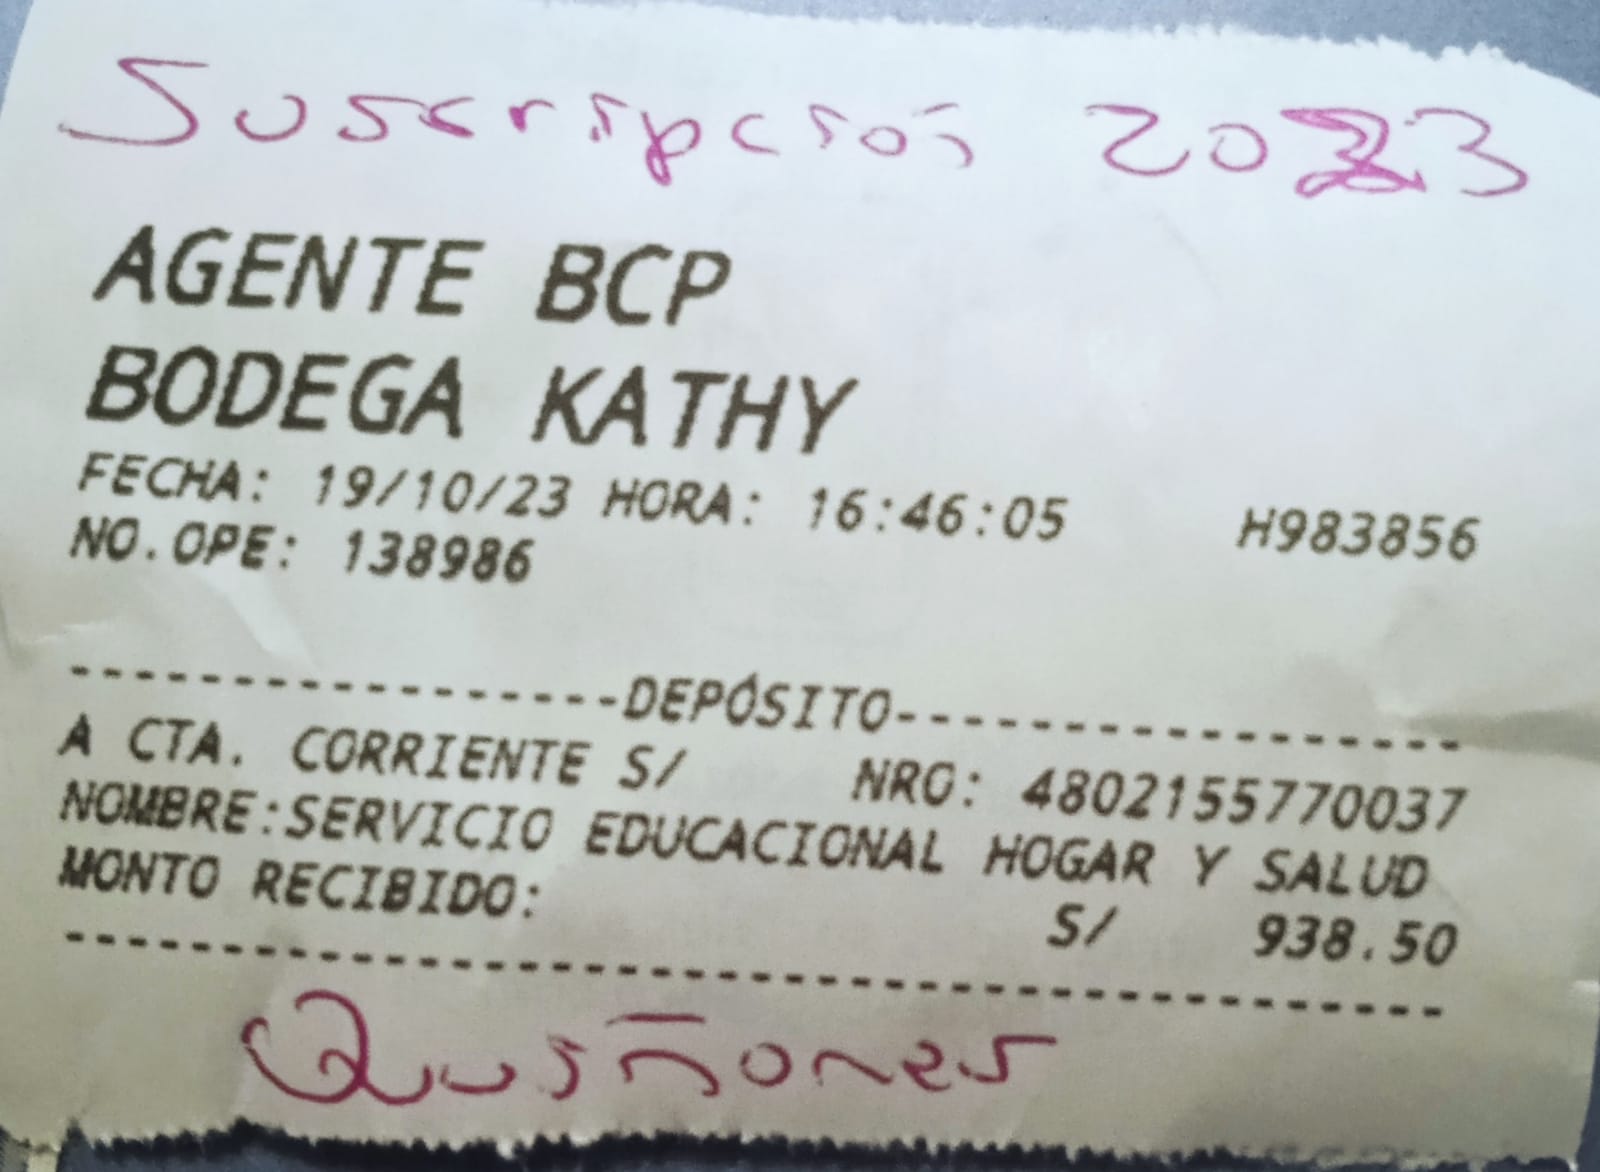 Suscripción 2023
AGENTE BCP
BODEGA KATHY
FECHA: 19/10/23 HORA: 16:46:05 H983856
NO.OPE: 138986
------------------DEPÓSITO------------------
A CTA. CORRIENTE S/ NRO: 4802155770037
NOMBRE:SERVICIO EDUCACIONAL HOGAR Y SALUD
MONTO RECIBIDO: S/ 938.50
Quiñones